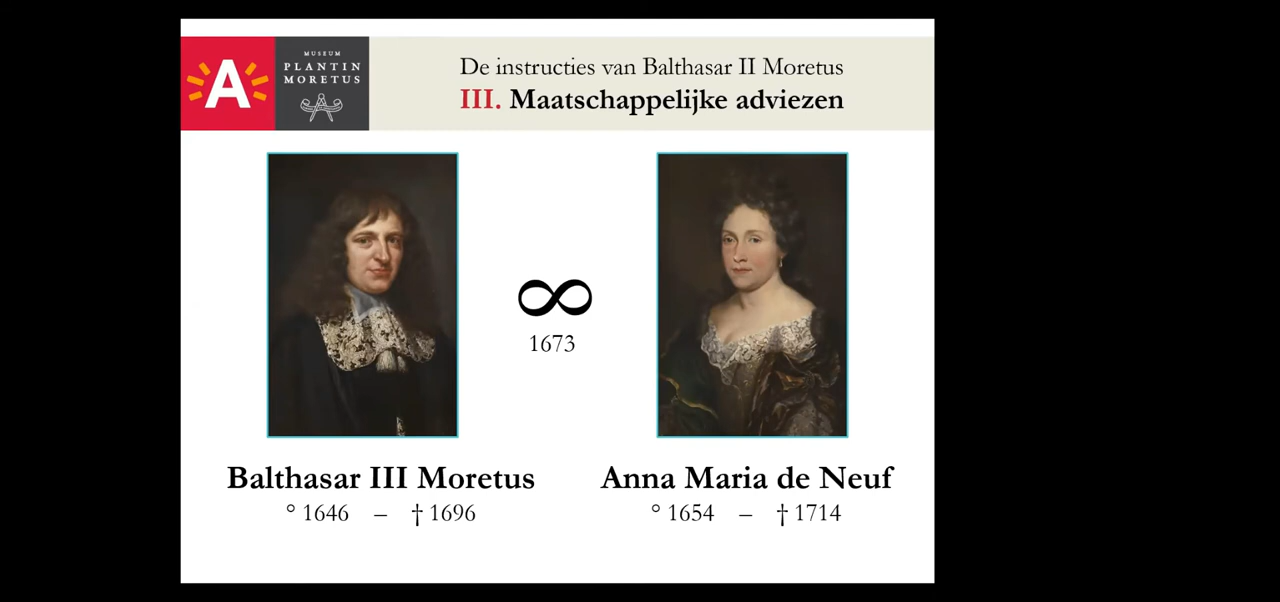 A
MUSEUM
PLANTIN
MORETUS
De instructies van Balthasar II Moretus
III. Maatschappelijke adviezen
∞
1673
Balthasar III Moretus
° 1646 – † 1696
Anna Maria de Neuf
° 1654 – † 1714